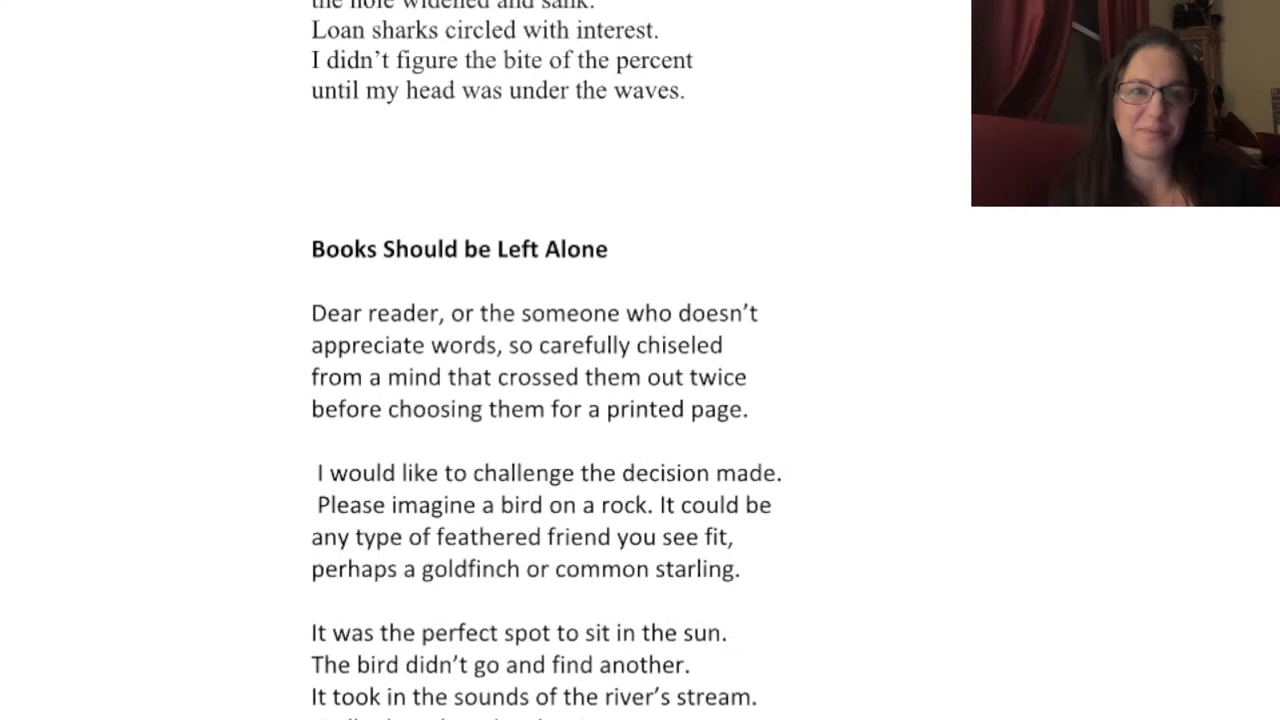 the hole widened and sank.
Loan sharks circled with interest.
I didn’t figure the bite of the percent
until my head was under the waves.
Books Should be Left Alone
Dear reader, or the someone who doesn’t
appreciate words, so carefully chiseled
from a mind that crossed them out twice
before choosing them for a printed page.
I would like to challenge the decision made.
Please imagine a bird on a rock. It could be
any type of feathered friend you see fit,
perhaps a goldfinch or common starling.
It was the perfect spot to sit in the sun.
The bird didn’t go and find another.
It took in the sounds of the river’s stream.